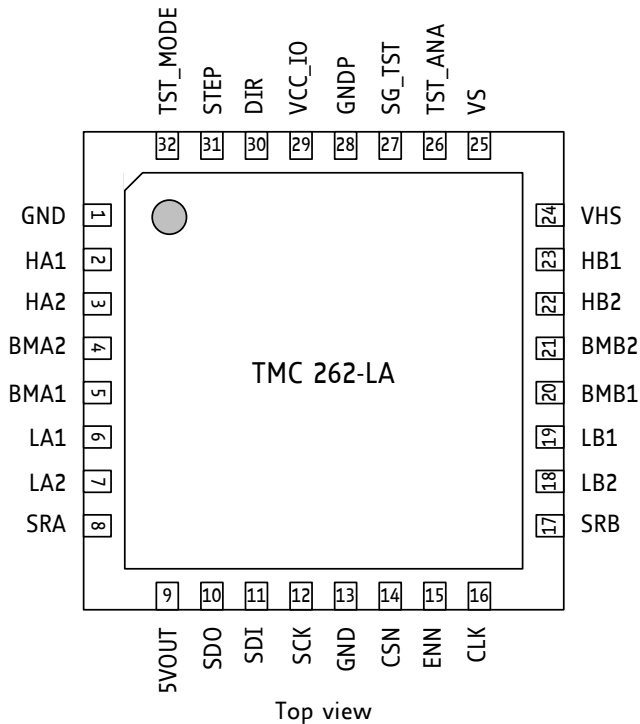 TST_MODE
STEP
DIR
VCC_IO
GNDP
SG_TST
TST_ANA
VS
32 31 30 29 28 27 26 25
GND 1 24 VHS
HA1 2 23 HB1
HA2 3 22 HB2
BMA2 4 21 BMB2
TMC 262-LA
BMA1 5 20 BMB1
LA1 6 19 LB1
LA2 7 18 LB2
SRA 8 17 SRB
9 10 11 12 13 14 15 16
5VOUT
SDO
SDI
SCK
GND
CSN
ENN
CLK
Top view